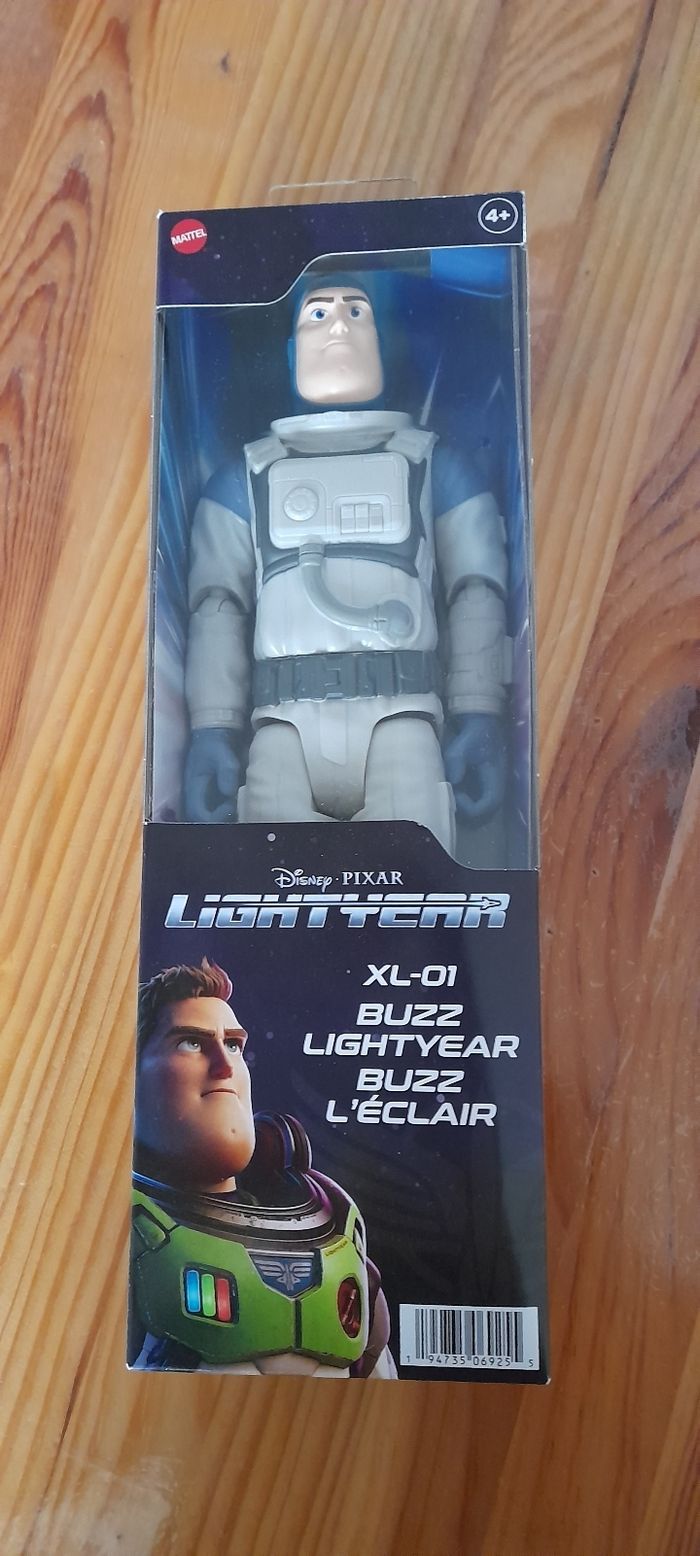 MATTEL
4+
Disney · PIXAR
LIGHTYEAR
XL-01
BUZZ
LIGHTYEAR
BUZZ
L'ÉCLAIR
1 94735 06925 5